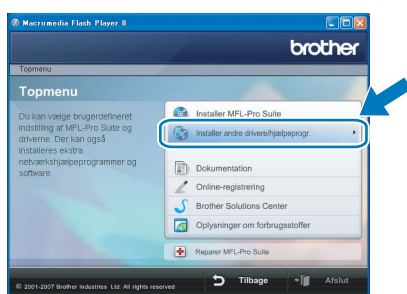 Macromedia Flash Player 8
brother
Topmenu
Topmenu
Du kan vælge brugerdefineret
indstilling af MFL-Pro Suite og
driverne. Der kan også
installeres ekstra
netværkshjælpeprogrammer og
software.
Installer MFL-Pro Suite
Installer andre drivere/hjælpeprogr.
Dokumentation
Online-registrering
Brother Solutions Center
Oplysninger om forbrugsstoffer
Reparer MFL-Pro Suite
© 2001-2007 Brother Industries Ltd. All rights reserved
Tilbage
Afslut